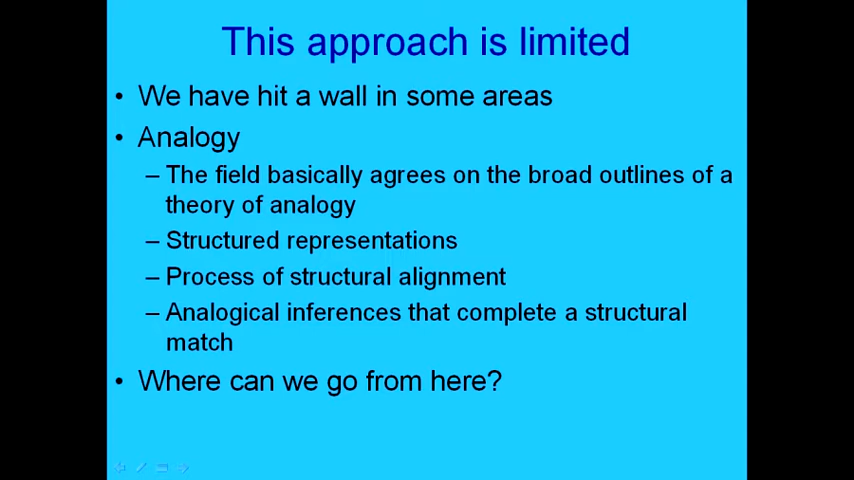 This approach is limited
• We have hit a wall in some areas
• Analogy
– The field basically agrees on the broad outlines of a
theory of analogy
– Structured representations
– Process of structural alignment
– Analogical inferences that complete a structural
match
• Where can we go from here?